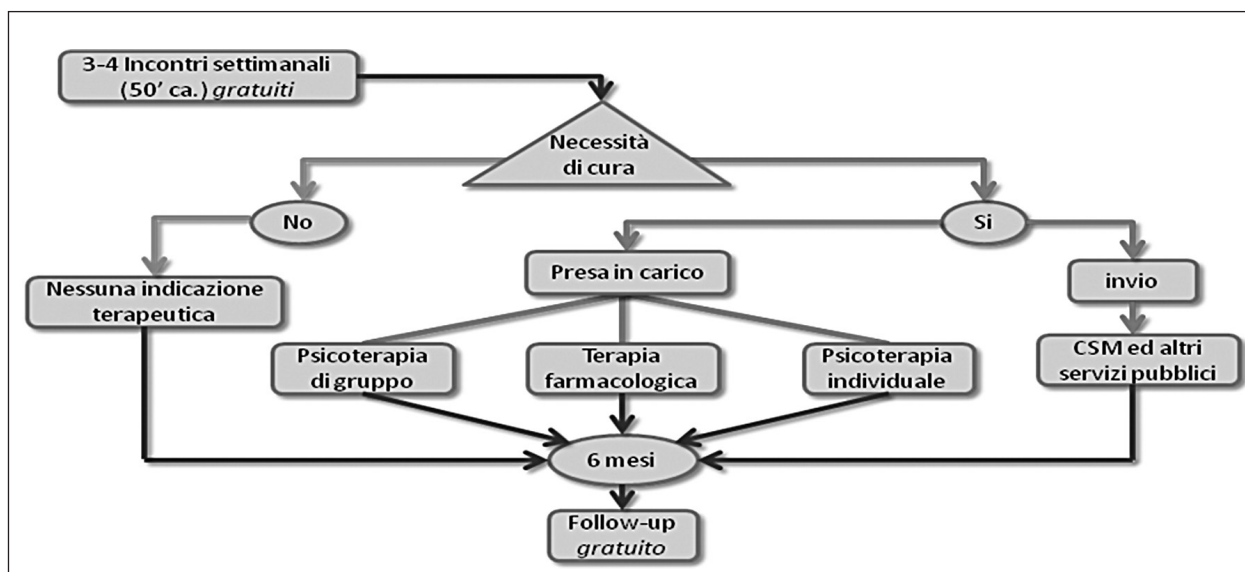 3-4 Incontri settimanali
(50’ ca.) gratuiti
Necessità
di cura
No
Si
Nessuna indicazione
terapeutica
Presa in carico
invio
Psicoterapia
di gruppo
Terapia
farmacologica
Psicoterapia
individuale
CSM ed altri
servizi pubblici
6 mesi
Follow-up
gratuito